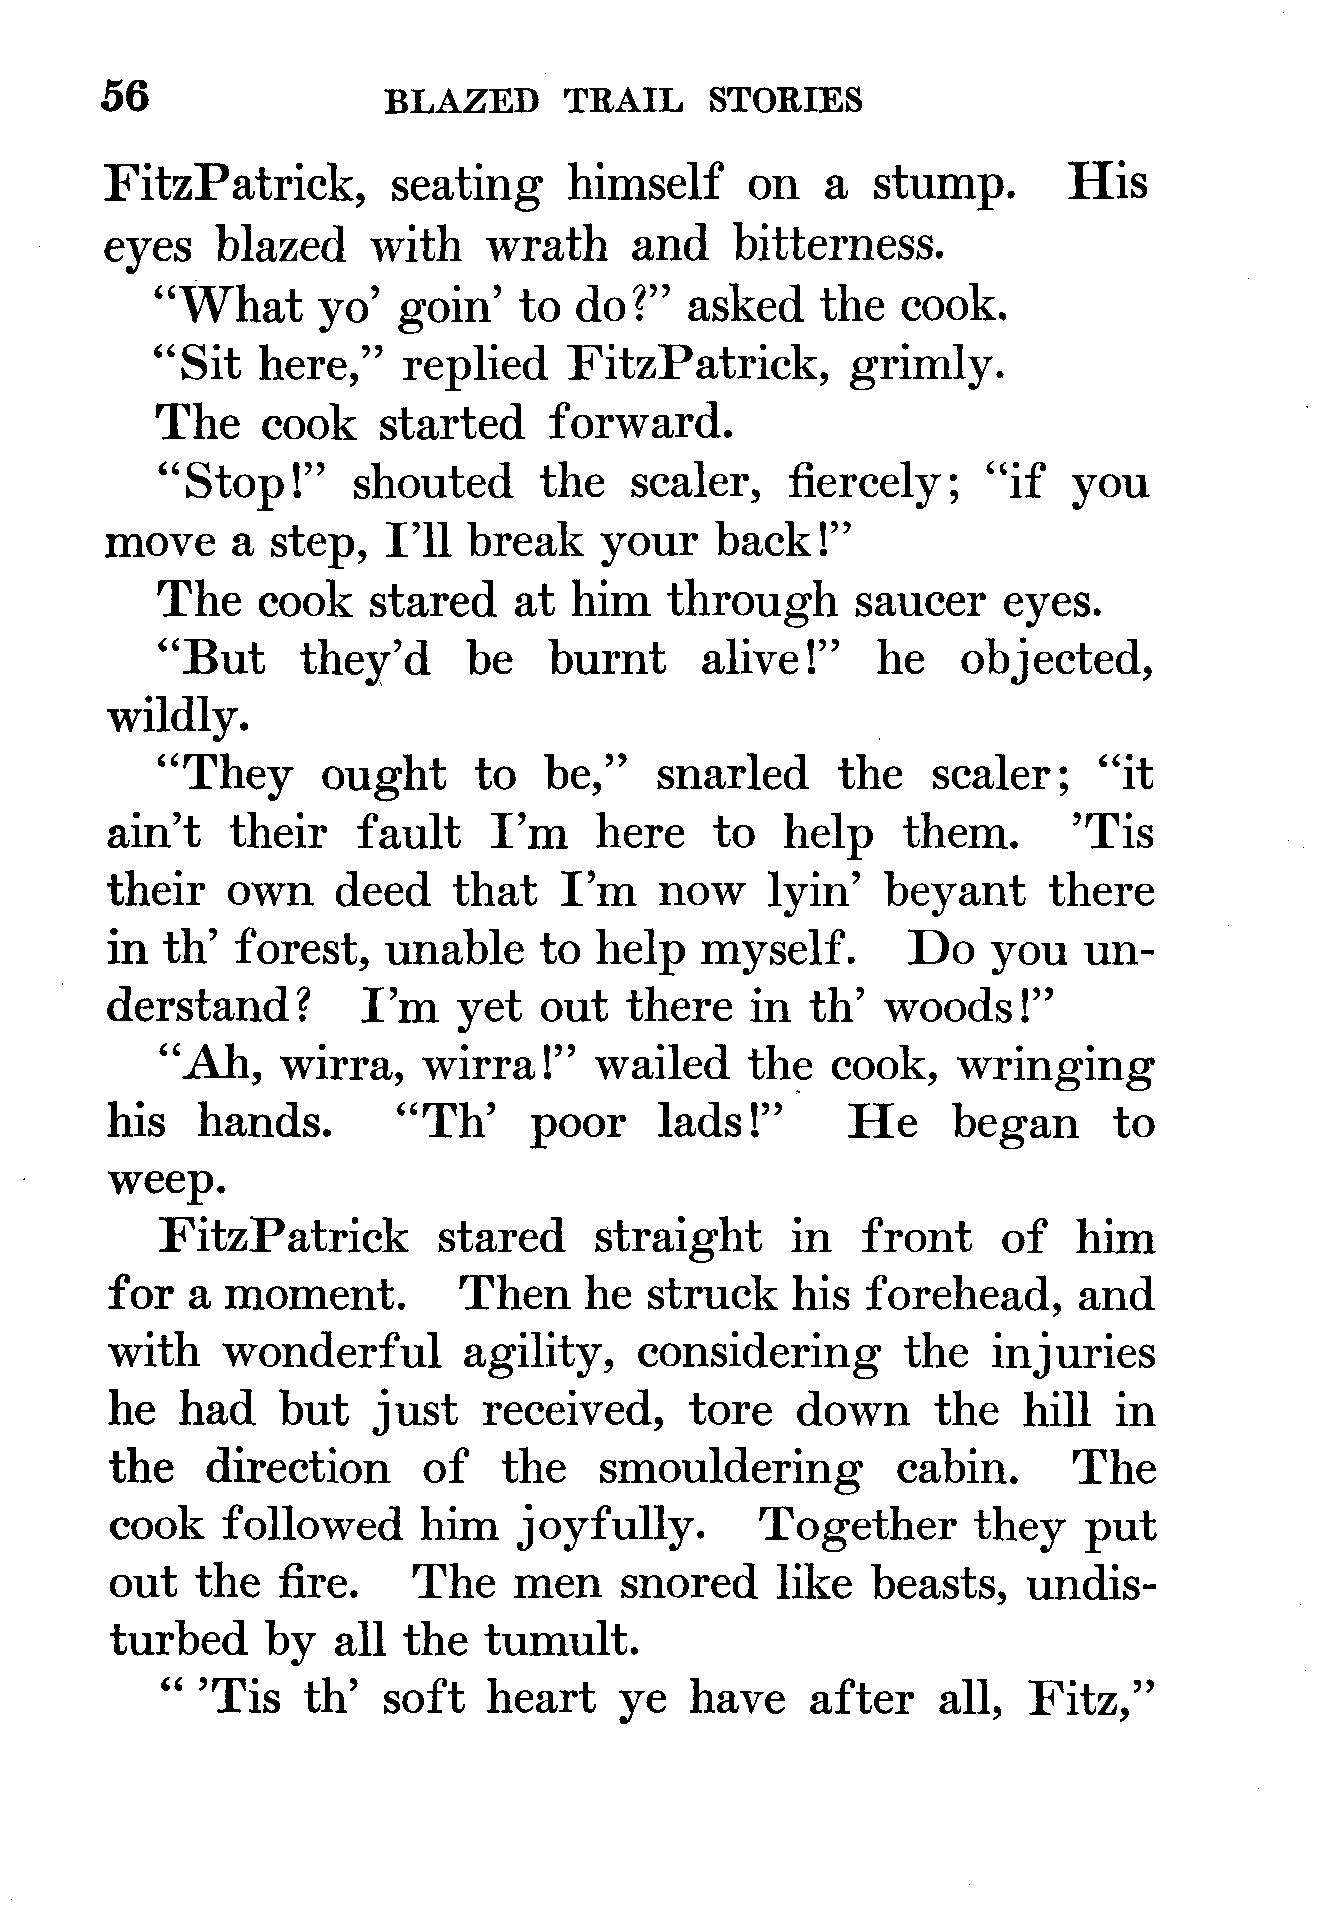 56 BLAZED TRAIL STORIES
FitzPatrick, seating himself on a stump. His
eyes blazed with wrath and bitterness.
“What yo’ goin’ to do?” asked the cook.
“Sit here,” replied FitzPatrick, grimly.
The cook started forward.
“Stop!” shouted the scaler, fiercely; “if you
move a step, I’ll break your back!”
The cook stared at him through saucer eyes.
“But they’d be burnt alive!” he objected,
wildly.
“They ought to be,” snarled the scaler; “it
ain’t their fault I’m here to help them. ’Tis
their own deed that I’m now lyin’ beyant there
in th’ forest, unable to help myself. Do you un-
derstand? I’m yet out there in th’ woods!”
“Ah, wirra, wirra!” wailed the cook, wringing
his hands. “Th’ poor lads!” He began to
weep.
FitzPatrick stared straight in front of him
for a moment. Then he struck his forehead, and
with wonderful agility, considering the injuries
he had but just received, tore down the hill in
the direction of the smouldering cabin. The
cook followed him joyfully. Together they put
out the fire. The men snored like beasts, undis-
turbed by all the tumult.
“ ’Tis th’ soft heart ye have after all, Fitz,”